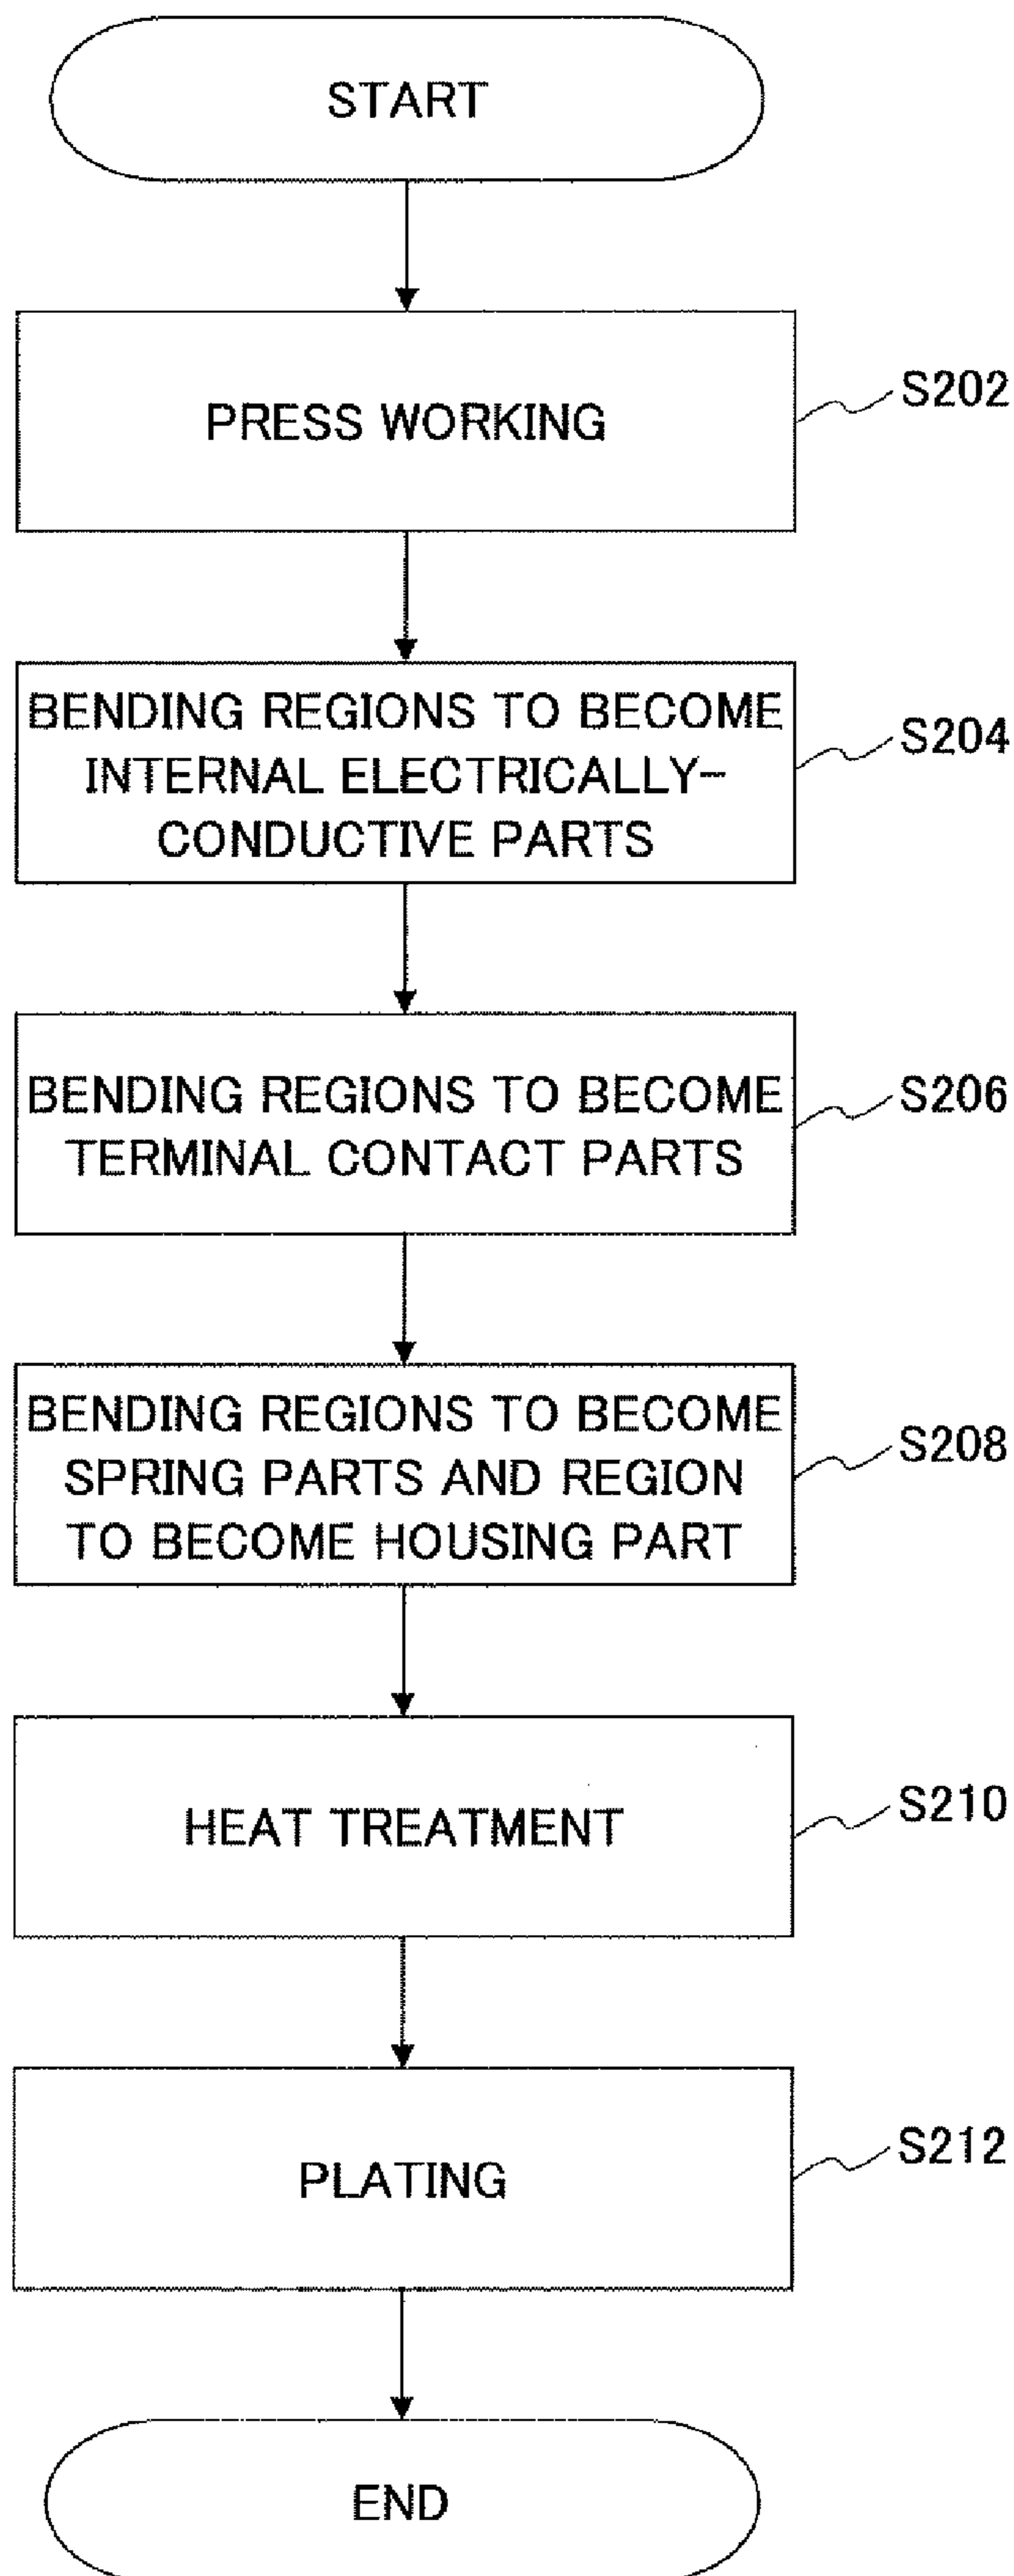 START
PRESS WORKING
S202
BENDING REGIONS TO BECOME
INTERNAL ELECTRICALLY-
CONDUCTIVE PARTS
S204
BENDING REGIONS TO BECOME
TERMINAL CONTACT PARTS
S206
BENDING REGIONS TO BECOME
SPRING PARTS AND REGION
TO BECOME HOUSING PART
S208
HEAT TREATMENT
S210
PLATING
S212
END